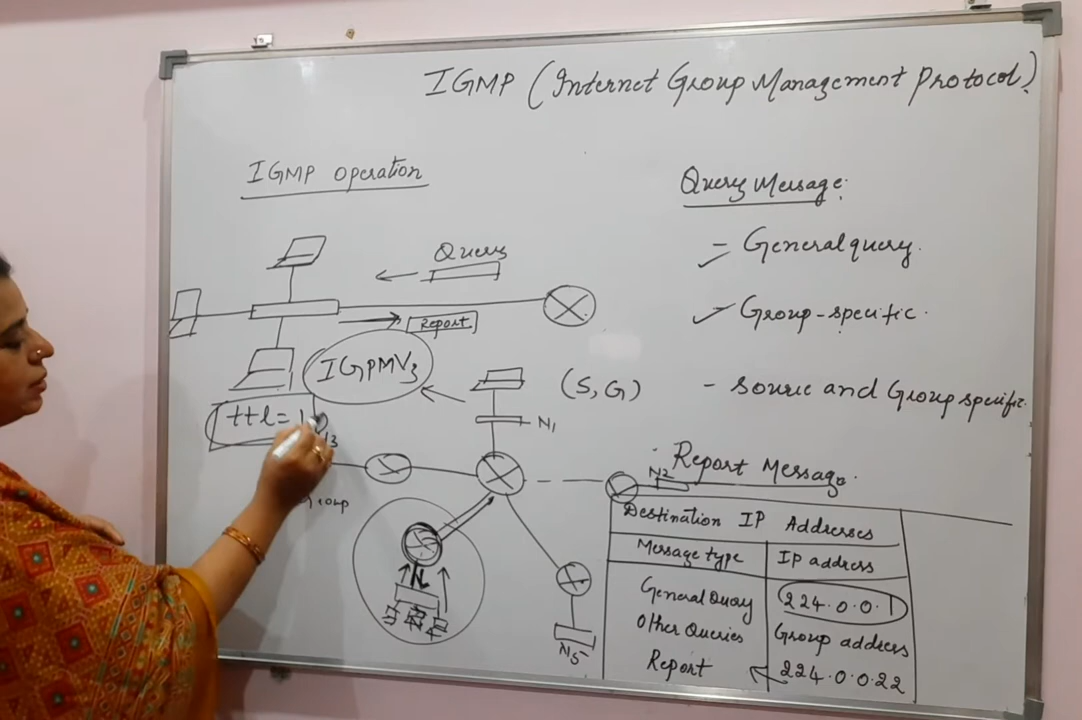 IGMP (Internet Group Management Protocol)
IGMP Operation
Query
Report
IGPMV3
ttl=1
(S,G)
N1
N2
N5
Group
Query Message:
- General query.
- Group-specific.
- source and Group specific.
Report Message
Destination IP Addresses
Message type IP address
General Query 224.0.0.1
Other Queries Group address
Report 224.0.0.22